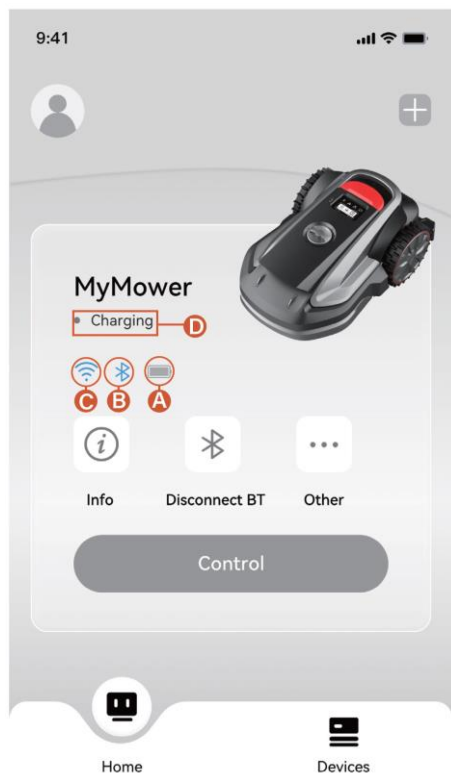 9:41
MyMower
Charging D
C B A
Info Disconnect BT Other
Control
Home Devices